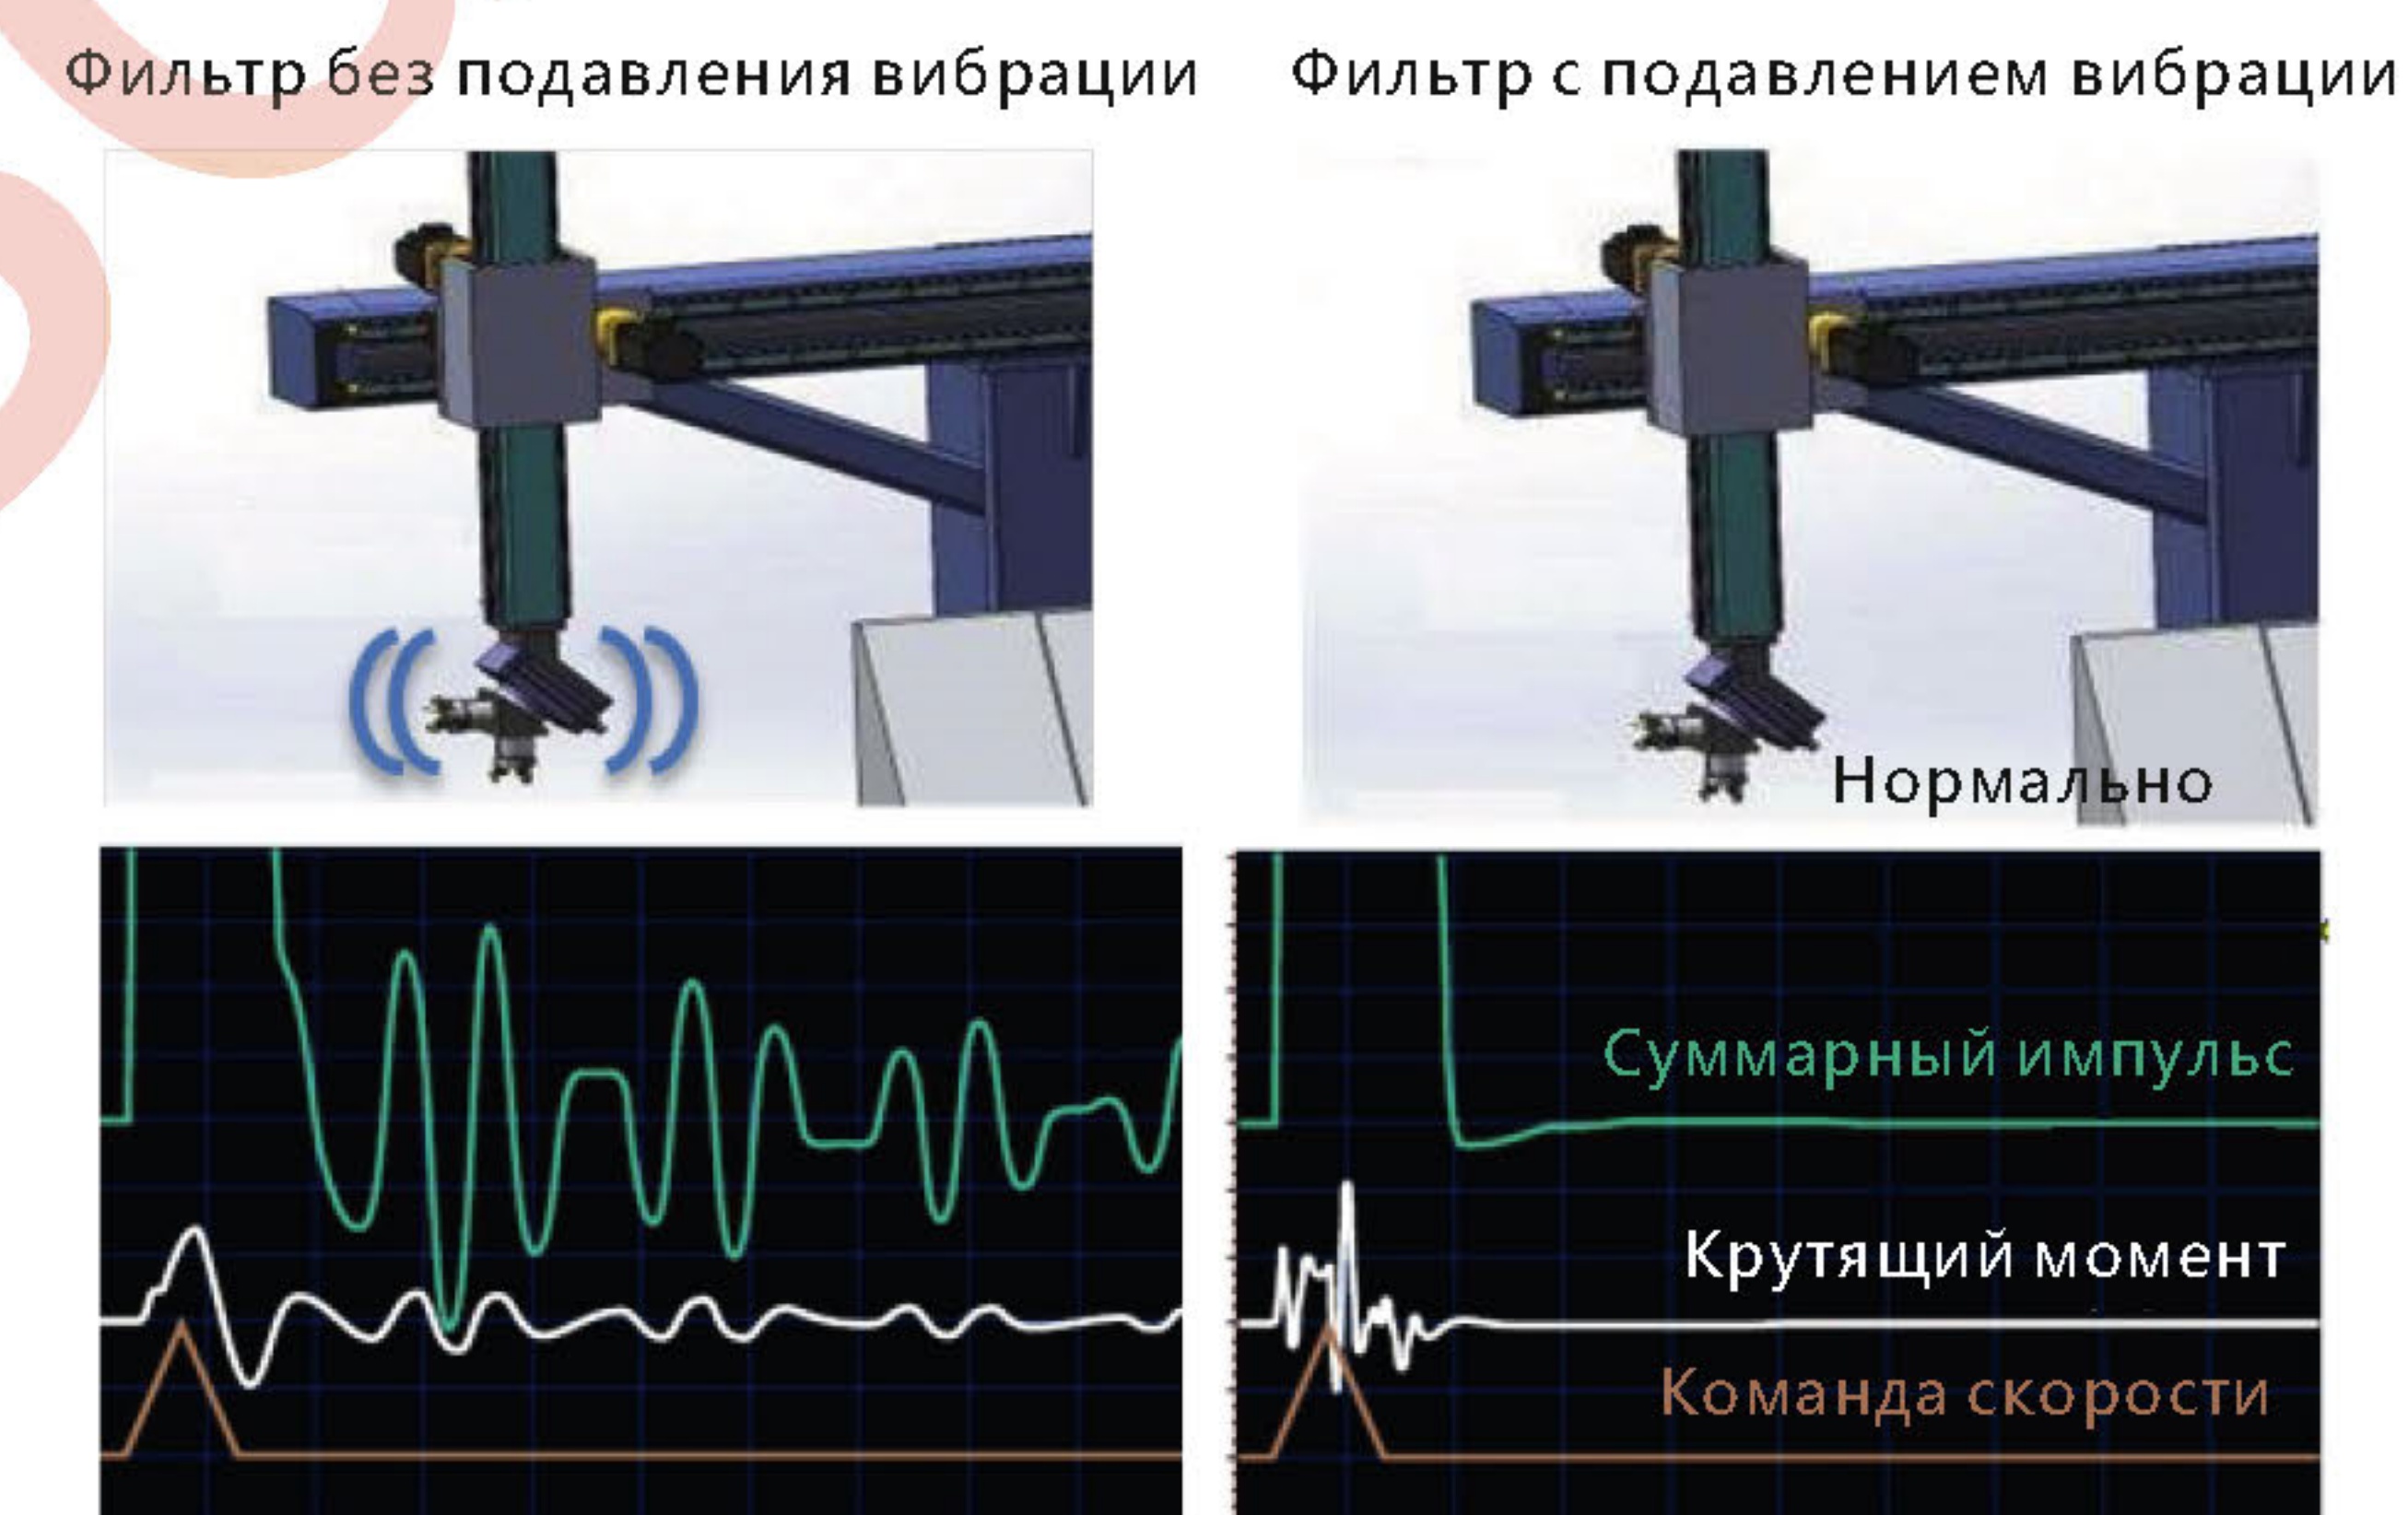 Фильтр без подавления вибрации
Фильтр с подавлением вибрации
Нормально
Суммарный импульс
Крутящий момент
Команда скорости